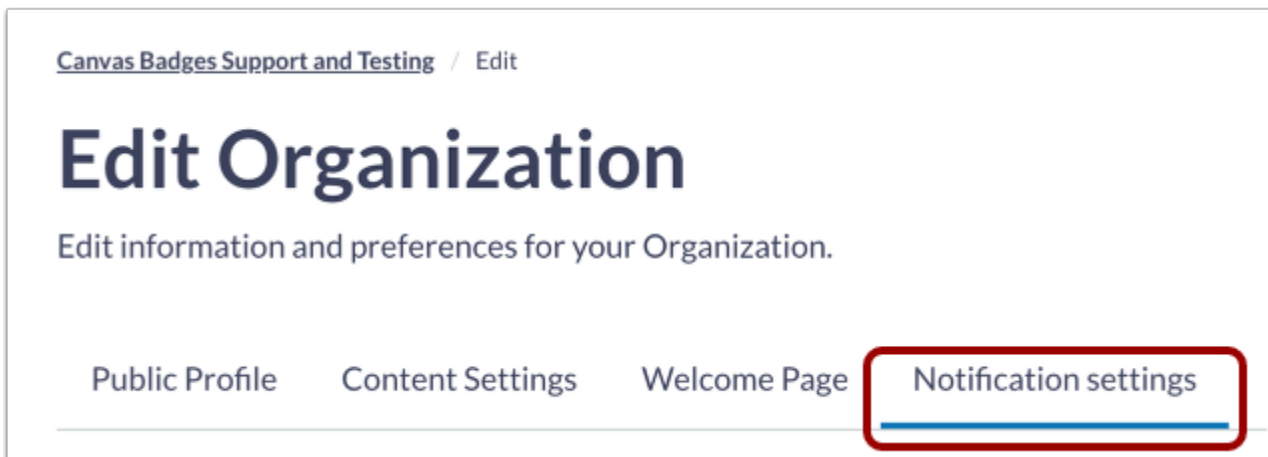 Canvas Badges Support and Testing / Edit
Edit Organization
Edit information and preferences for your Organization.
Public Profile Content Settings Welcome Page Notification settings